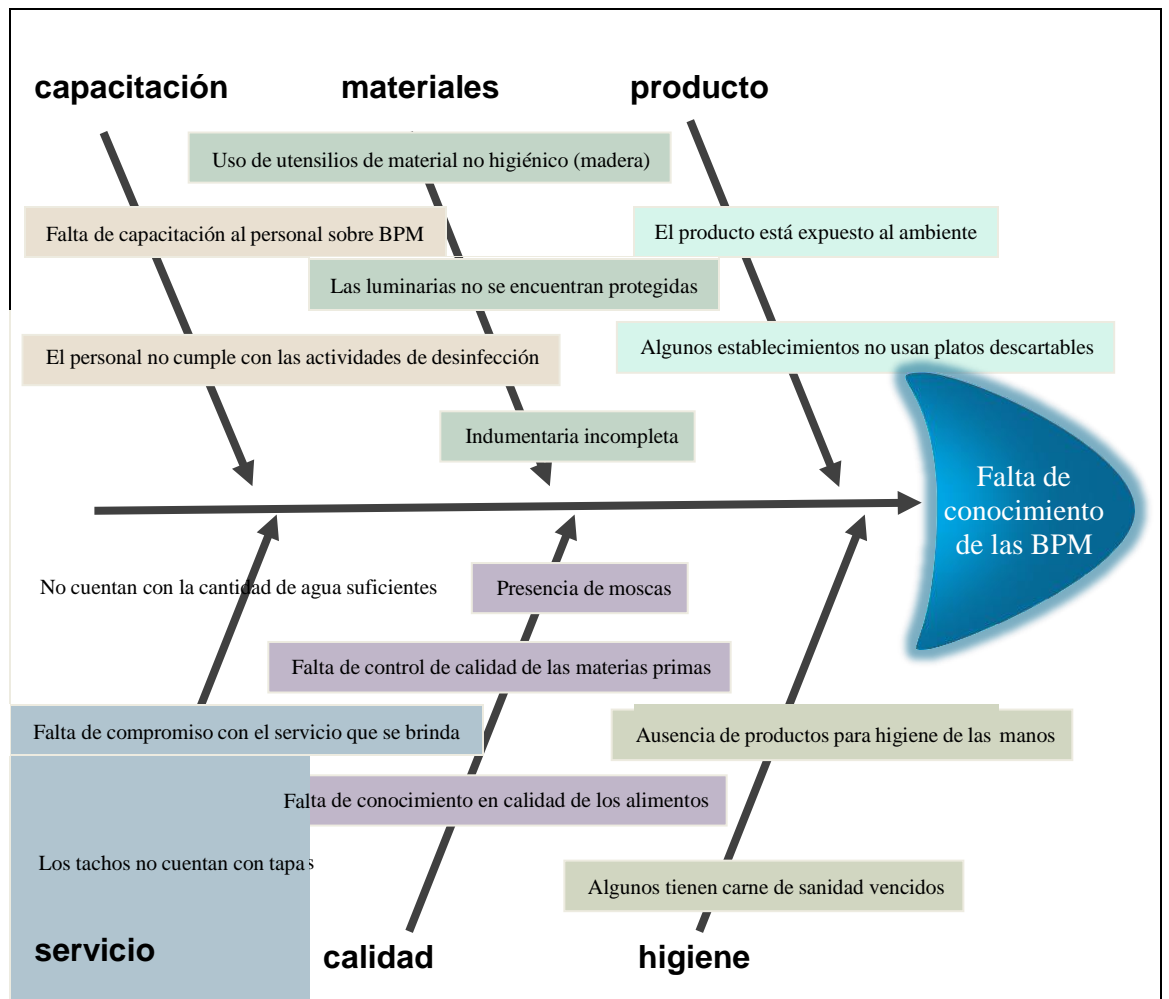 capacitación
materiales
producto
Uso de utensilios de material no higiénico (madera)
Falta de capacitación al personal sobre BPM
El producto está expuesto al ambiente
Las luminarias no se encuentran protegidas
El personal no cumple con las actividades de desinfección
Algunos establecimientos no usan platos descartables
Indumentaria incompleta
Falta de
conocimiento
de las BPM
No cuentan con la cantidad de agua suficientes
Presencia de moscas
Falta de control de calidad de las materias primas
Falta de compromiso con el servicio que se brinda
Ausencia de productos para higiene de las manos
Falta de conocimiento en calidad de los alimentos
Los tachos no cuentan con tapas
Algunos tienen carne de sanidad vencidos
servicio
calidad
higiene